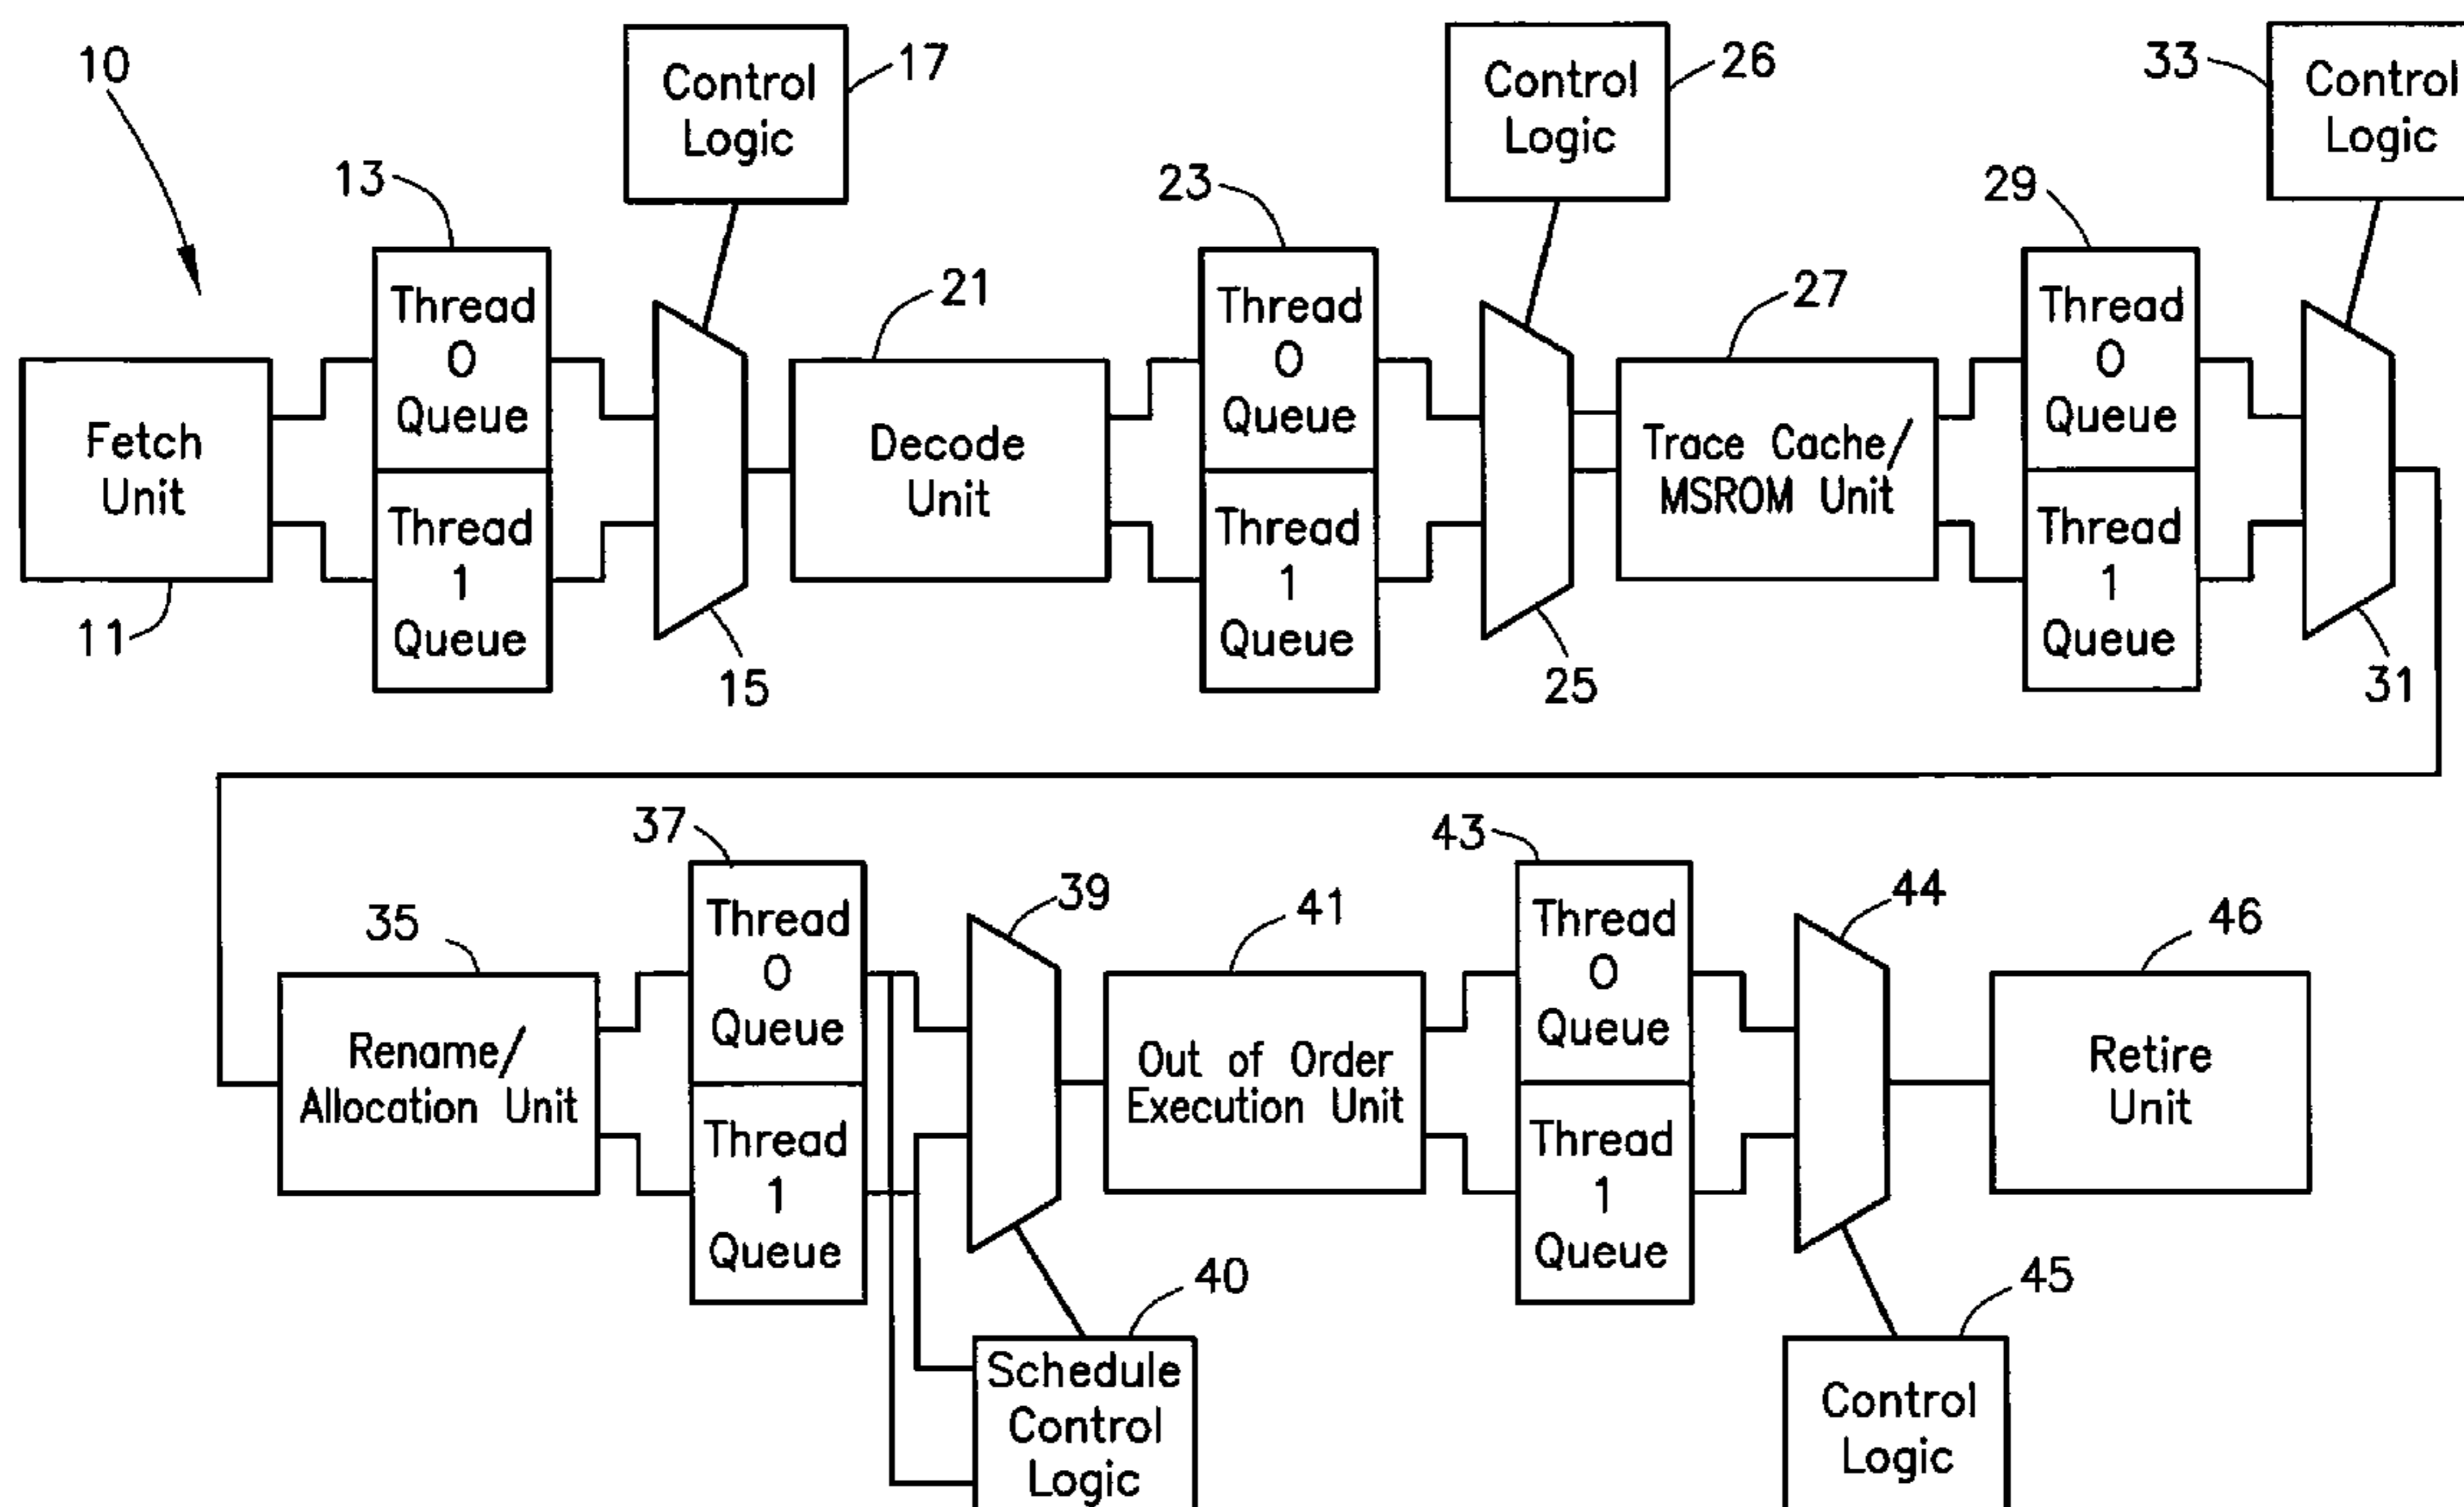 10
Control
Logic
17
Control
Logic
26
33
Control
Logic
13
Thread
0
Queue
Thread
1
Queue
23
Thread
0
Queue
Thread
1
Queue
29
Thread
0
Queue
Thread
1
Queue
Fetch
Unit
11
15
21
Decode
Unit
25
27
Trace Cache/
MSROM Unit
31
35
Rename/
Allocation Unit
37
Thread
0
Queue
Thread
1
Queue
39
40
Schedule
Control
Logic
41
Out of Order
Execution Unit
43
Thread
0
Queue
Thread
1
Queue
44
45
Control
Logic
46
Retire
Unit